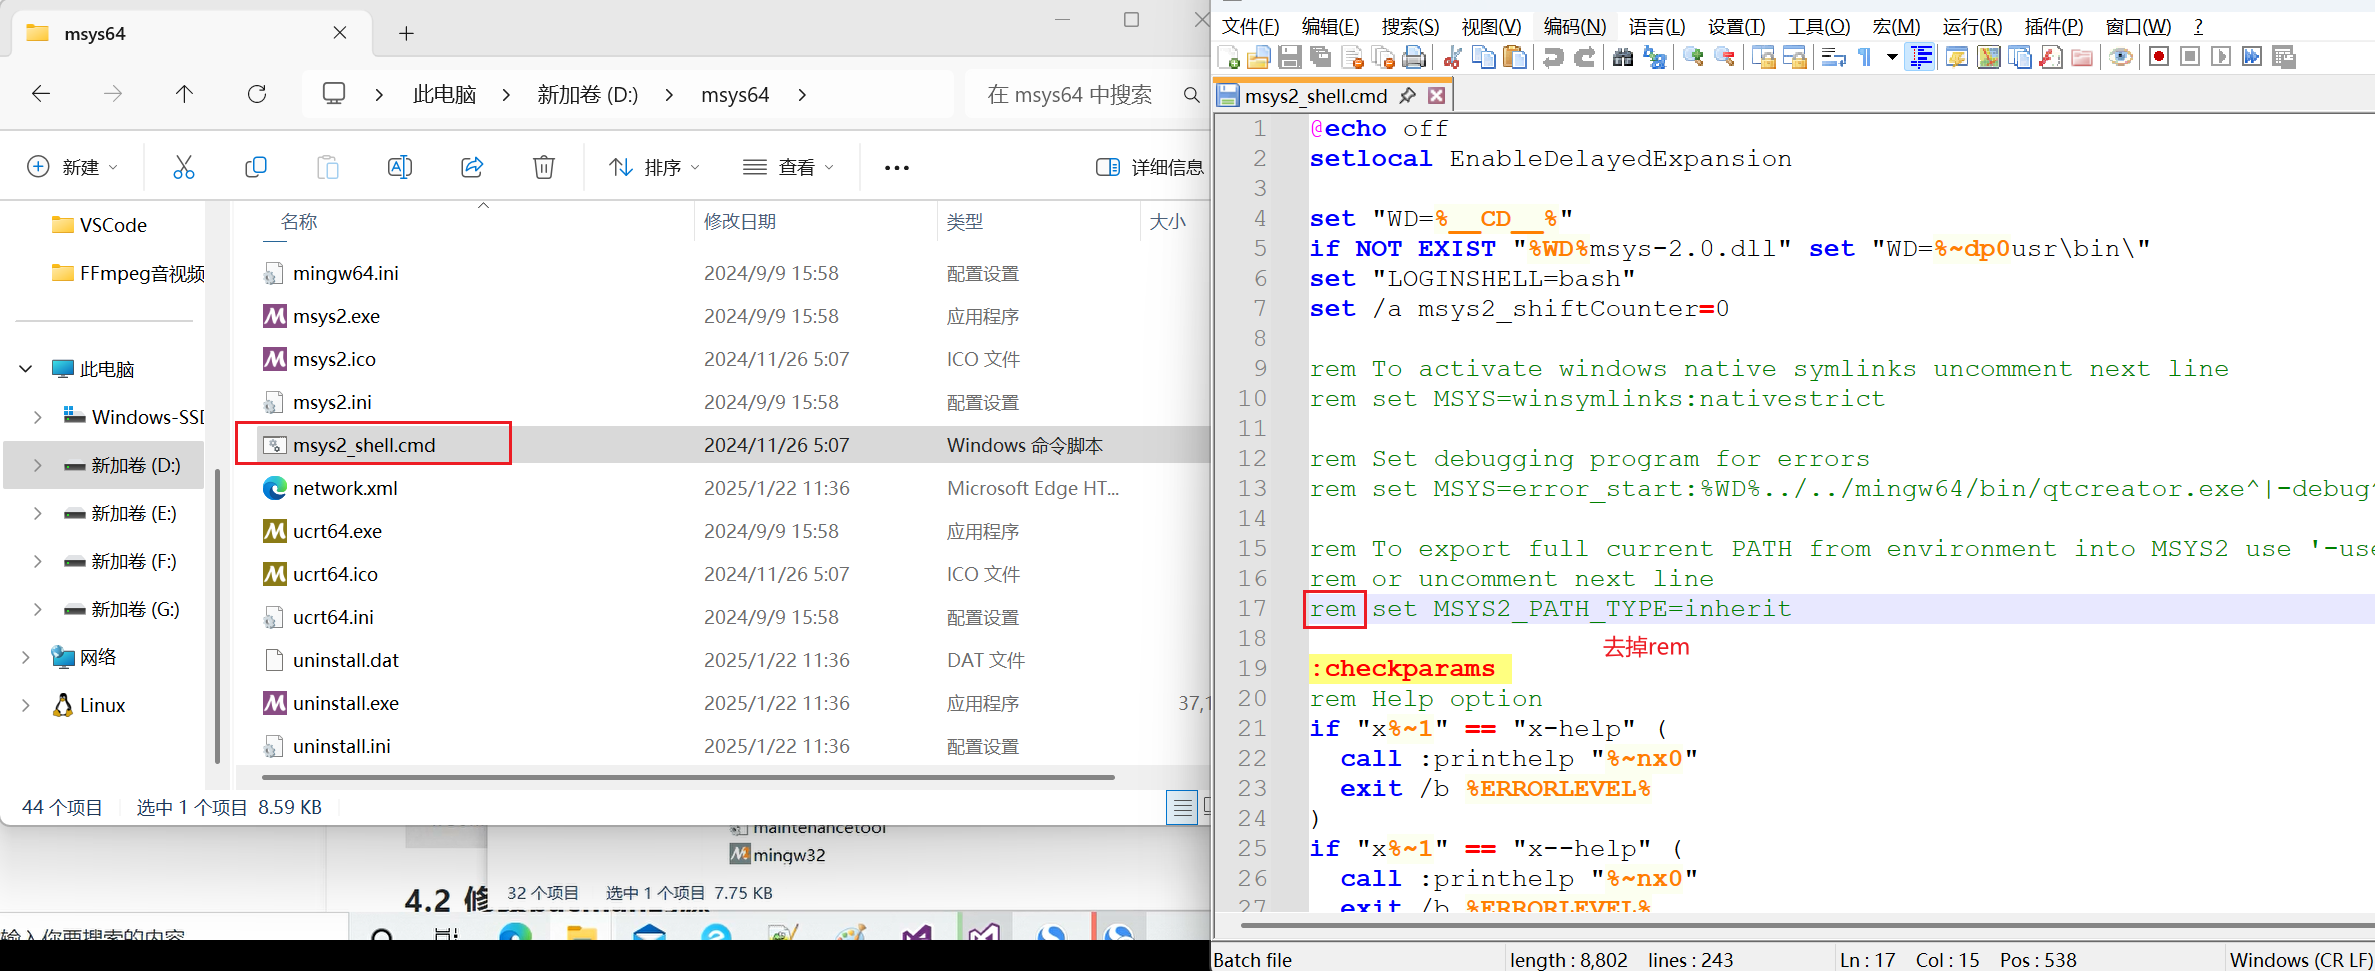 msys64
此电脑 新加卷 (D:) msys64
在 msys64 中搜索
新建 排序 查看 详细信息
VSCode
FFmpeg音视频
此电脑
Windows-SSD
新加卷 (D:)
新加卷 (E:)
新加卷 (F:)
新加卷 (G:)
网络
Linux
名称 修改日期 类型 大小
mingw64.ini 2024/9/9 15:58 配置设置
msys2.exe 2024/9/9 15:58 应用程序
msys2.ico 2024/11/26 5:07 ICO 文件
msys2.ini 2024/9/9 15:58 配置设置
msys2_shell.cmd 2024/11/26 5:07 Windows 命令脚本
network.xml 2025/1/22 11:36 Microsoft Edge HT...
ucrt64.exe 2024/9/9 15:58 应用程序
ucrt64.ico 2024/11/26 5:07 ICO 文件
ucrt64.ini 2024/9/9 15:58 配置设置
uninstall.dat 2025/1/22 11:36 DAT 文件
uninstall.exe 2025/1/22 11:36 应用程序 37,1
uninstall.ini 2025/1/22 11:36 配置设置
44 个项目 选中 1 个项目 8.59 KB
maintenancetool
mingw32
32 个项目 选中 1 个项目 7.75 KB
4.2 修
输入你要搜索的内容
文件(F) 编辑(E) 搜索(S) 视图(V) 编码(N) 语言(L) 设置(T) 工具(O) 宏(M) 运行(R) 插件(P) 窗口(W) ?
msys2_shell.cmd
1 @echo off
2 setlocal EnableDelayedExpansion
3
4 set "WD=%__CD__%"
5 if NOT EXIST "%WD%msys-2.0.dll" set "WD=%~dp0usr\bin\"
6 set "LOGINSHELL=bash"
7 set /a msys2_shiftCounter=0
8
9 rem To activate windows native symlinks uncomment next line
10 rem set MSYS=winsymlinks:nativestrict
11
12 rem Set debugging program for errors
13 rem set MSYS=error_start:%WD%../../mingw64/bin/qtcreator.exe^|-debug^
14
15 rem To export full current PATH from environment into MSYS2 use '-use
16 rem or uncomment next line
17 rem set MSYS2_PATH_TYPE=inherit
18
去掉rem
19 :checkparams
20 rem Help option
21 if "x%~1" == "x-help" (
22 call :printhelp "%~nx0"
23 exit /b %ERRORLEVEL%
24 )
25 if "x%~1" == "x--help" (
26 call :printhelp "%~nx0"
27 exit /b %ERRORLEVEL%
Batch file length : 8,802 lines : 243 Ln : 17 Col : 15 Pos : 538 Windows (CR LF)